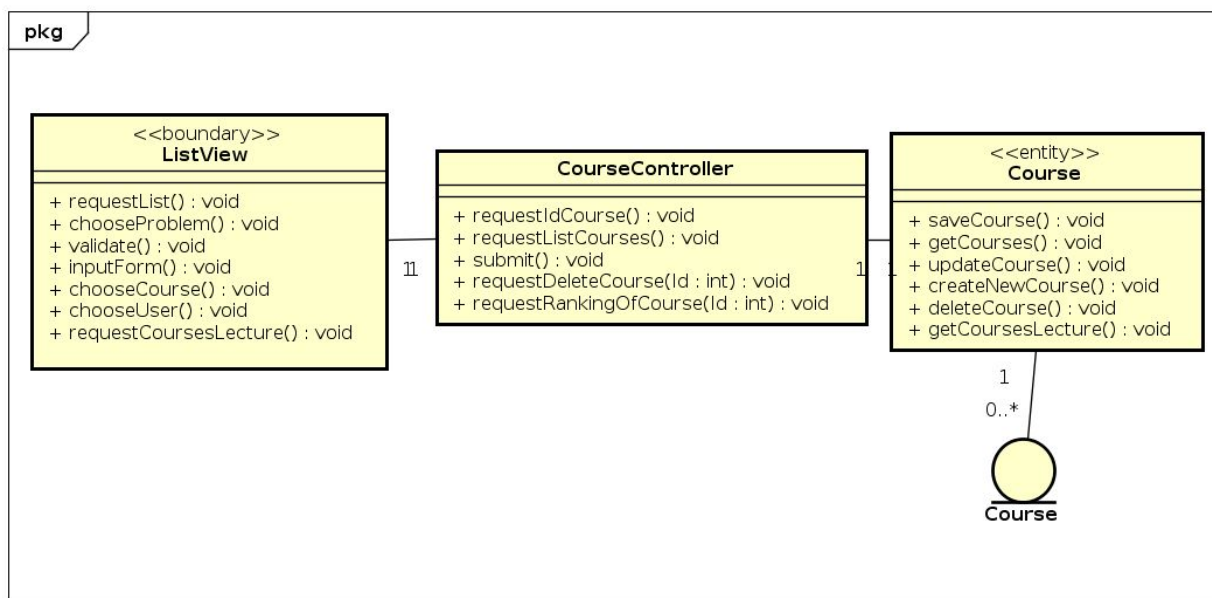 pkg
<<boundary>>
ListView
+ requestList() : void
+ chooseProblem() : void
+ validate() : void
+ inputForm() : void
+ chooseCourse() : void
+ chooseUser() : void
+ requestCoursesLecture() : void
1
1
CourseController
+ requestIdCourse() : void
+ requestListCourses() : void
+ submit() : void
+ requestDeleteCourse(Id : int) : void
+ requestRankingOfCourse(Id : int) : void
1
1
<<entity>>
Course
+ saveCourse() : void
+ getCourses() : void
+ updateCourse() : void
+ createNewCourse() : void
+ deleteCourse() : void
+ getCoursesLecture() : void
1
0..*
Course